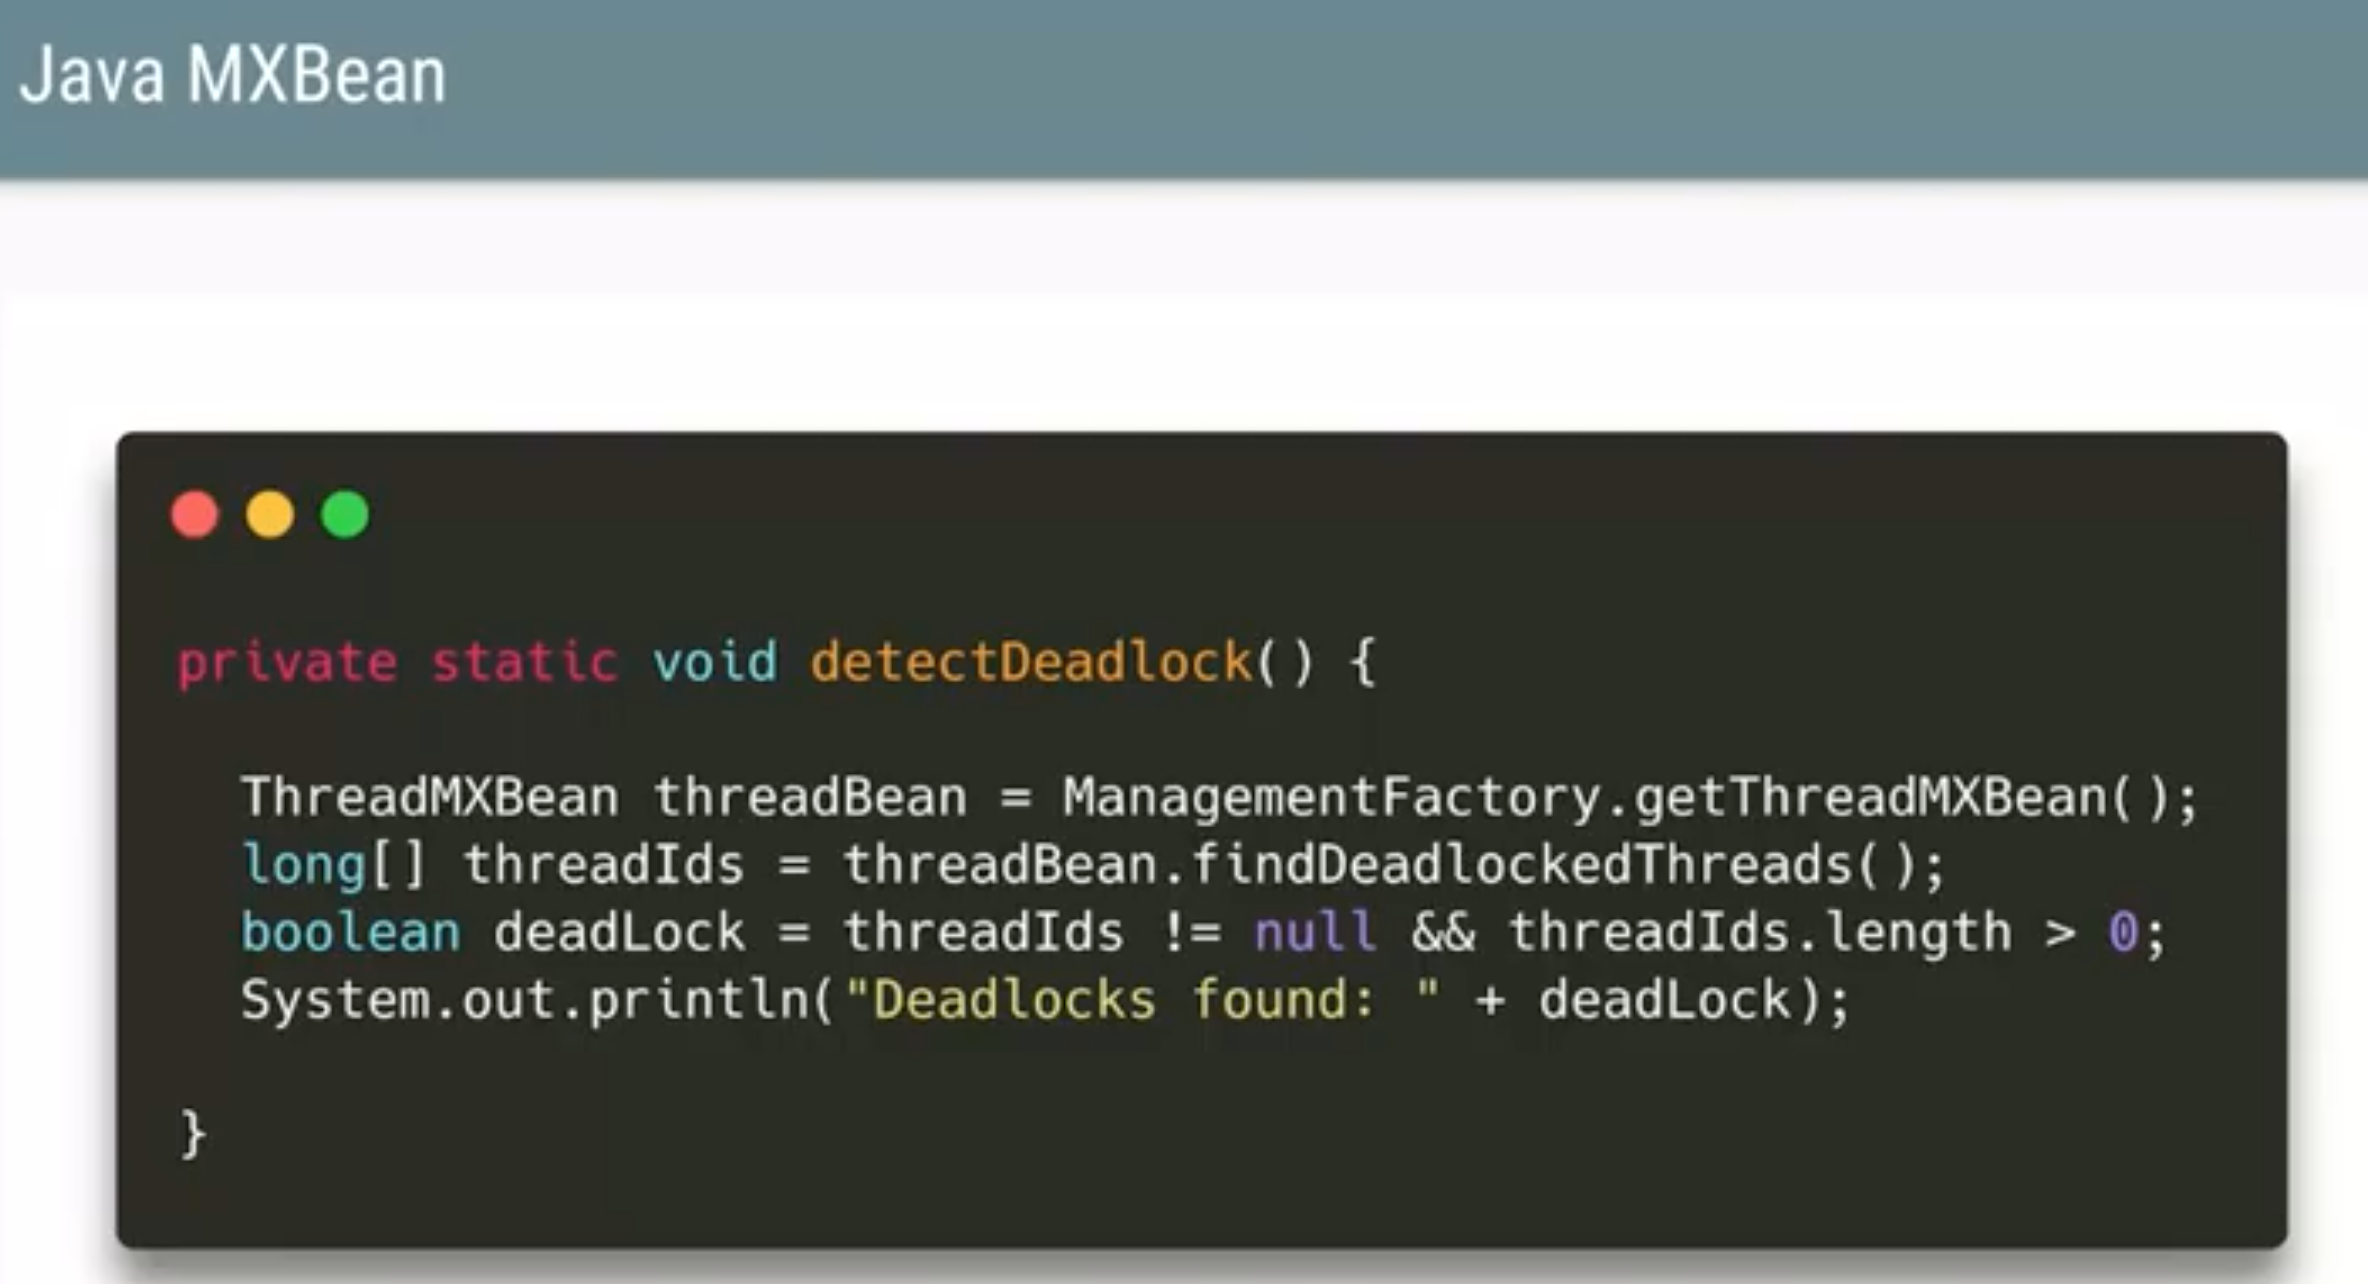 Java MXBean
private static void detectDeadlock() {
ThreadMXBean threadBean = ManagementFactory.getThreadMXBean();
long[] threadIds = threadBean.findDeadlockedThreads();
boolean deadLock = threadIds != null && threadIds.length > 0;
System.out.println("Deadlocks found: " + deadLock);
}